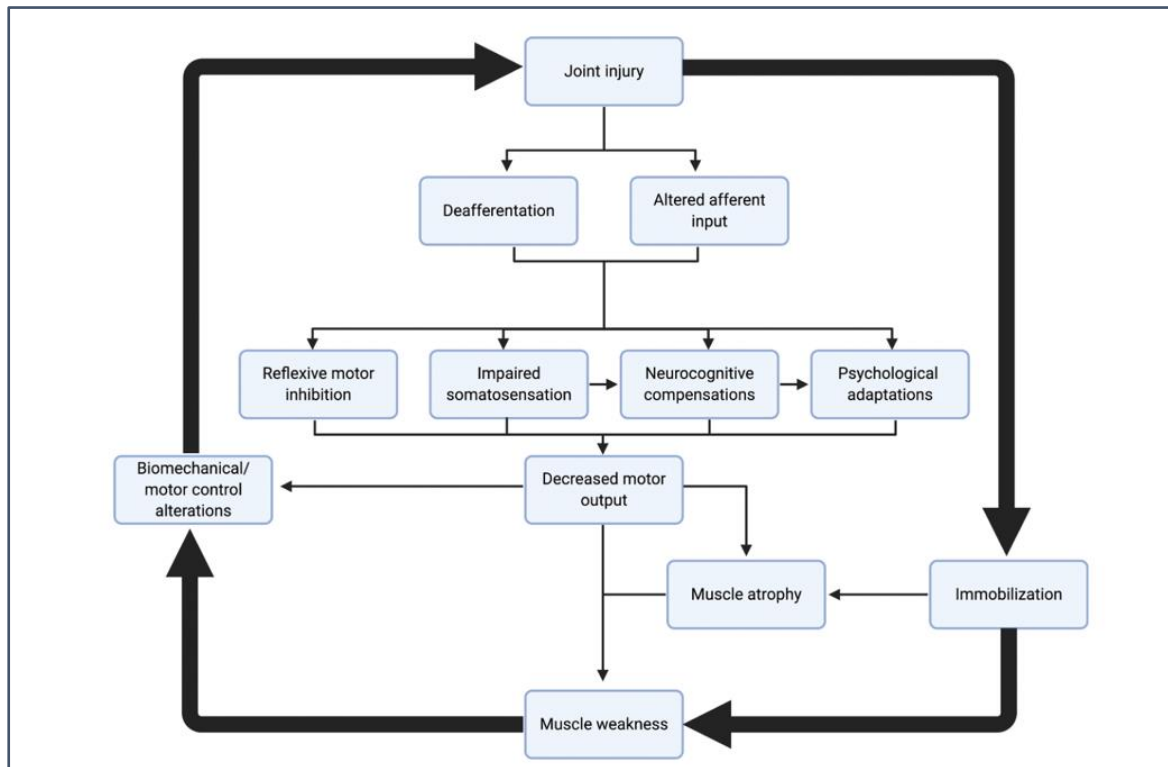 Joint injury
Deafferentation
Altered afferent
input
Reflexive motor
inhibition
Impaired
somatosensation
Neurocognitive
compensations
Psychological
adaptations
Biomechanical/
motor control
alterations
Decreased motor
output
Muscle atrophy
Immobilization
Muscle weakness